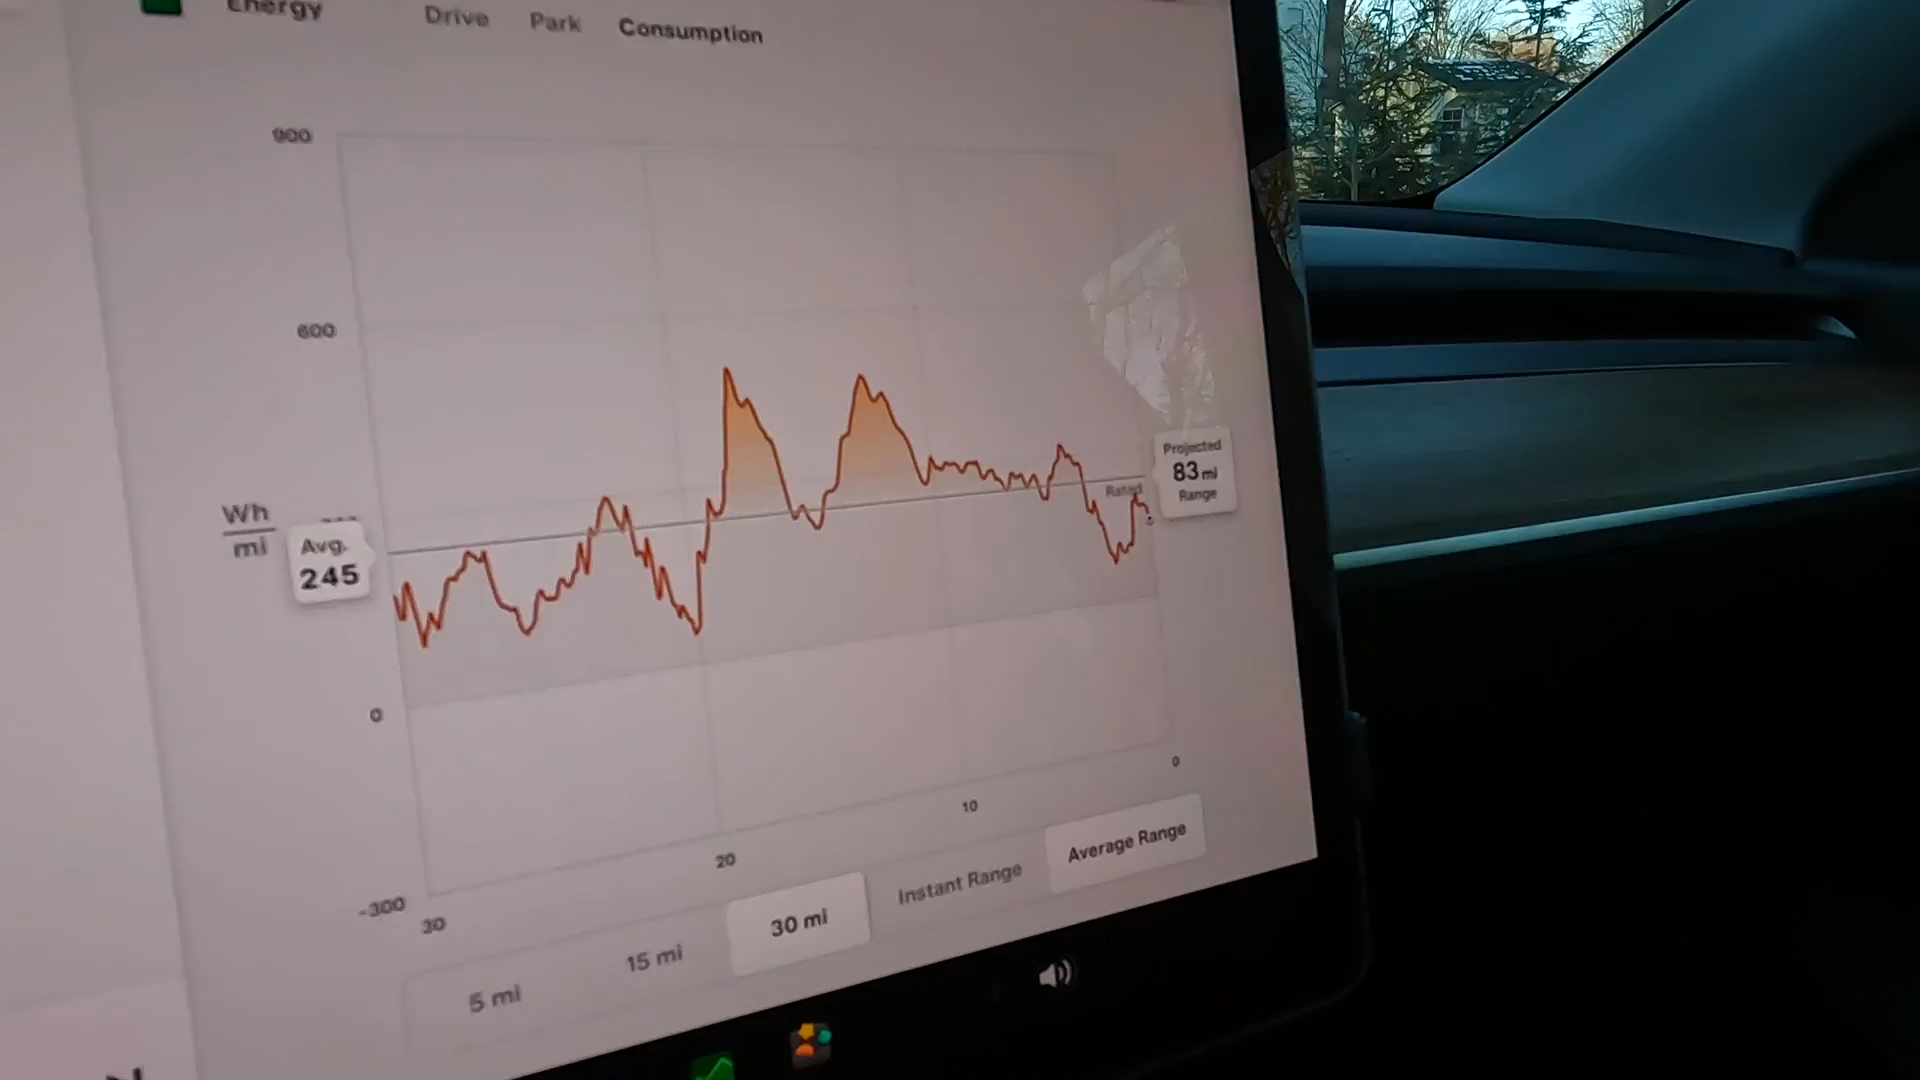 Energy
Drive Park Consumption
900
600
Wh
mi
Avg.
245
Projected
83 mi
Range
Rated
0
-300
30
20
10
0
5 mi
15 mi
30 mi
Instant Range
Average Range